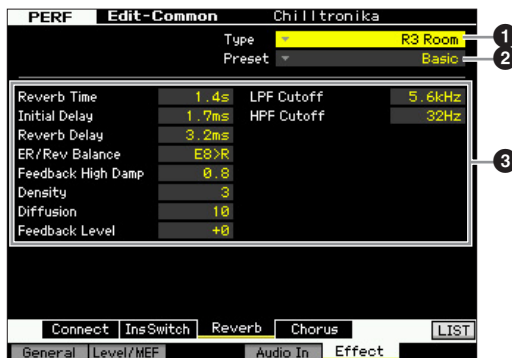 PERF Edit-Common Chilltronika
Type R3 Room 1
Preset Basic 2
Reverb Time 1.4s LPF Cutoff 5.6kHz
Initial Delay 1.7ms HPF Cutoff 32Hz
Reverb Delay 3.2ms
ER/Rev Balance E8>R 3
Feedback High Damp 0.8
Density 3
Diffusion 10
Feedback Level +0
Connect InsSwitch Reverb Chorus LIST
General Level/MEF Audio In Effect